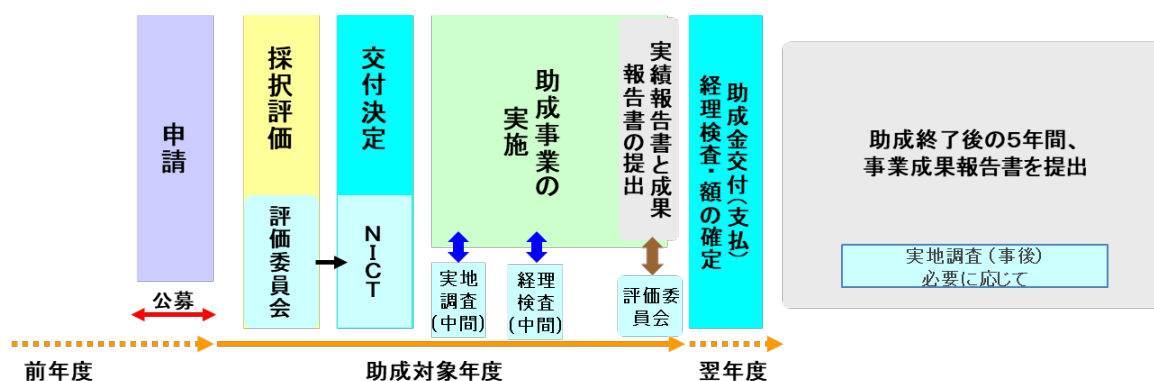 申請
公募
採択評価
評価委員会
交付決定
NICT
助成事業の
実施
実地
調査
(中間)
経理
検査
(中間)
実績報告書と成果
報告書の提出
評価委
員会
助成金交付(支払)
経理検査・額の確定
助成終了後の5年間、
事業成果報告書を提出
実地調査(事後)
必要に応じて
前年度
助成対象年度
翌年度